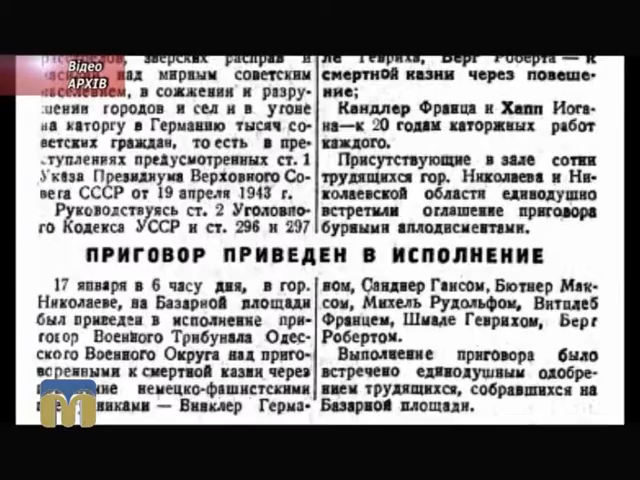 Відео
АРХІВ
зверских расправ и
над мирным советским
населением, в сожжении и разру
шении городов и сел и в угоне
на каторгу в Германию тысяч со
ветских граждан, то есть в пре
ступлениях предусмотренных ст. 1
Указа Президиума Верховного Со
вета СССР от 19 апреля 1943 г.
Руководствуясь ст. 2 Уголовно
го Кодекса УССР и ст. 296 и 297
ле Генриха, Берг Роберта — к
смертной казни через повеше-
ние;
Кандлер Франца и Хапп Иога-
на—к 20 годам каторжных работ
каждого.
Присутствующие в зале сотни
трудящихся гор. Николаева и Ни-
колаевской области единодушно
встретили оглашение приговора
бурными аплодисментами.
ПРИГОВОР ПРИВЕДЕН В ИСПОЛНЕНИЕ
17 января в 6 часу дня, в гор.
Николаеве, на Базарной площади
был приведен в исполнение при-
говор Военного Трибунала Одес-
ского Военного Округа над приго-
воренными к смертной казни через
немецко-фашистскими
— Винклер Герма-
ном, Санднер Гансом, Бютнер Мак-
сом, Михель Рудольфом, Витцлеб
Францем, Шмале Генрихом, Берг
Робертом.
Выполнение приговора было
встречено единодушным одобре-
нием трудящихся, собравшихся на
Базарной площади.